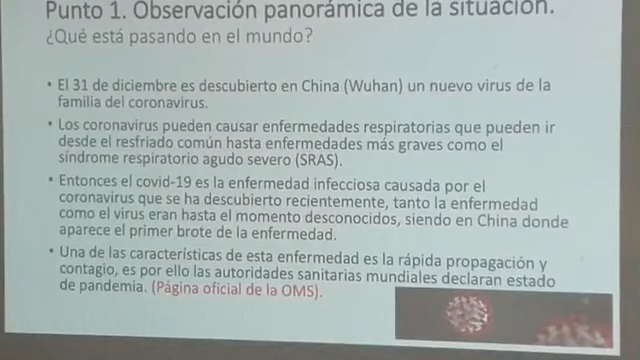 Punto 1. Observación panorámica de la situación.
¿Qué está pasando en el mundo?
• El 31 de diciembre es descubierto en China (Wuhan) un nuevo virus de la
familia del coronavirus.
• Los coronavirus pueden causar enfermedades respiratorias que pueden ir
desde el resfriado común hasta enfermedades más graves como el
síndrome respiratorio agudo severo (SRAS).
• Entonces el covid-19 es la enfermedad infecciosa causada por el
coronavirus que se ha descubierto recientemente, tanto la enfermedad
como el virus eran hasta el momento desconocidos, siendo en China donde
aparece el primer brote de la enfermedad.
• Una de las características de esta enfermedad es la rápida propagación y
contagio, es por ello las autoridades sanitarias mundiales declaran estado
de pandemia. (Página oficial de la OMS).